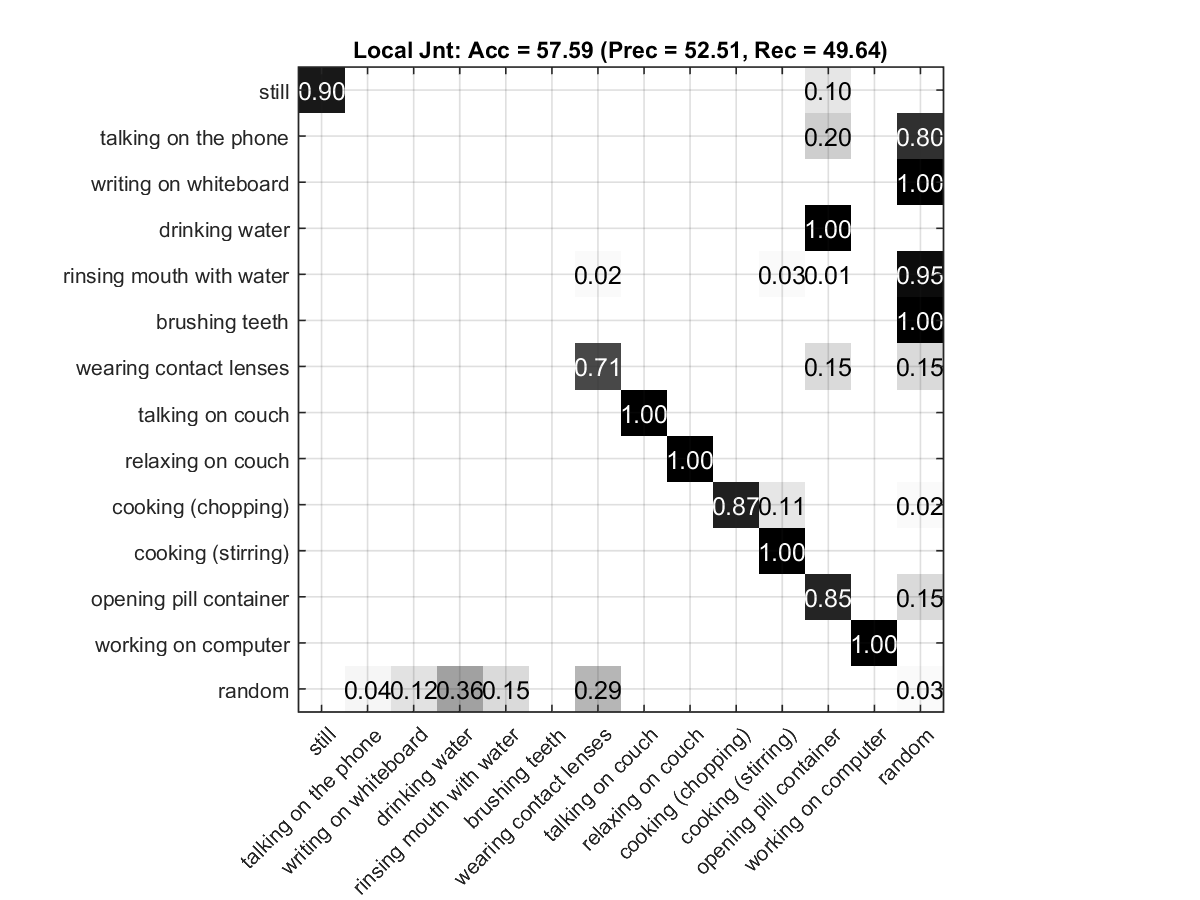 Local Jnt: Acc = 57.59 (Prec = 52.51, Rec = 49.64)
still 0.90 0.10
talking on the phone 0.20 0.80
writing on whiteboard 1.00
drinking water 1.00
rinsing mouth with water 0.02 0.03 0.01 0.95
brushing teeth 1.00
wearing contact lenses 0.71 0.15 0.15
talking on couch 1.00
relaxing on couch 1.00
cooking (chopping) 0.87 0.11 0.02
cooking (stirring) 1.00
opening pill container 0.85 0.15
working on computer 1.00
random 0.04 0.12 0.36 0.15 0.29 0.03
still
talking on the phone
writing on whiteboard
drinking water
rinsing mouth with water
brushing teeth
wearing contact lenses
talking on couch
relaxing on couch
cooking (chopping)
cooking (stirring)
opening pill container
working on computer
random